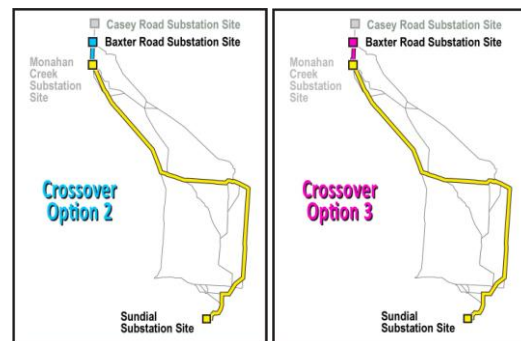 Casey Road Substation Site
Baxter Road Substation Site
Monahan
Creek
Substation
Site
Crossover
Option 2
Sundial
Substation Site
Casey Road Substation Site
Baxter Road Substation Site
Monahan
Creek
Substation
Site
Crossover
Option 3
Sundial
Substation Site